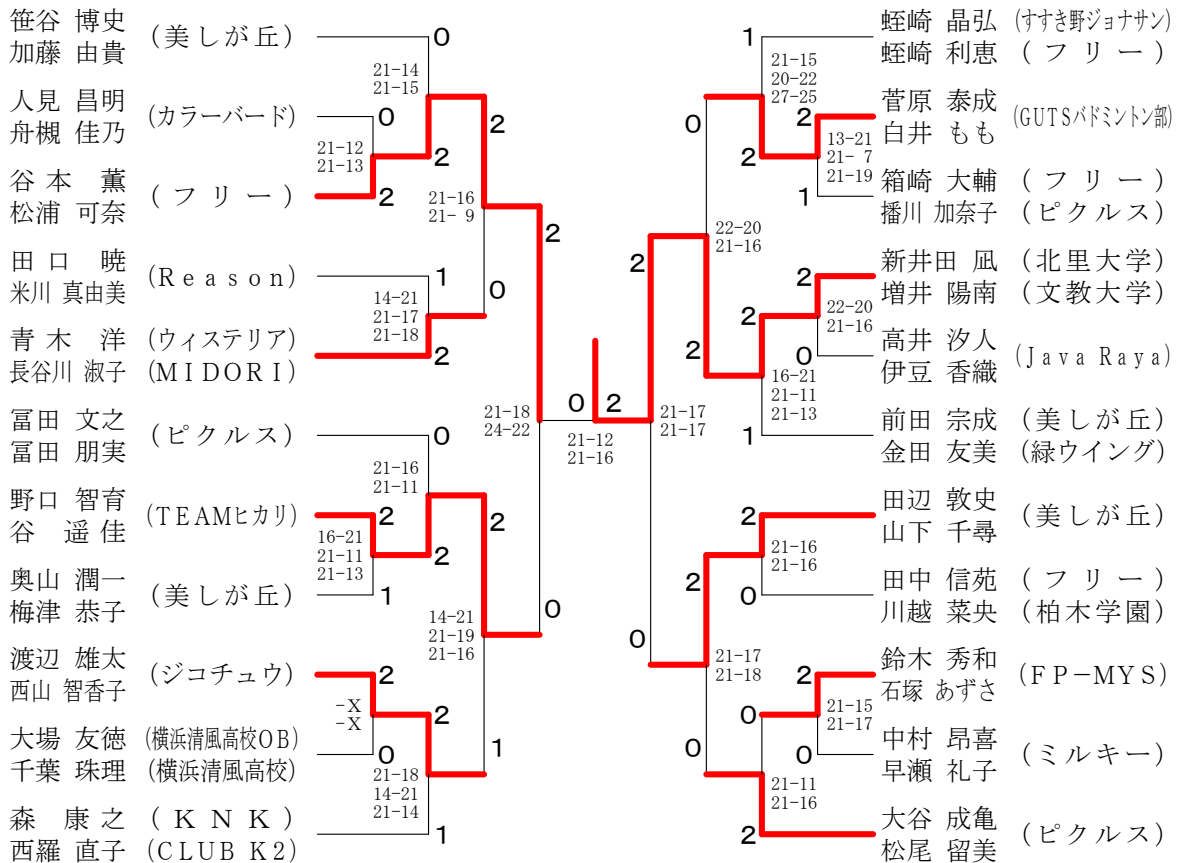 笹谷 博史
加藤 由貴
(美しが丘)
人見 昌明
舟槻 佳乃
(カラーバード)
谷本 薫
松浦 可奈
(フリー)
田口 暁
米川 真由美
(Reason)
青木 洋 (ウィステリア)
長谷川 淑子 (MIDORI)
冨田 文之
冨田 朋実
(ピクルス)
野口 智育
谷 遥佳
(TEAMヒカリ)
奥山 潤一
梅津 恭子
(美しが丘)
渡辺 雄太
西山 智香子
(ジコチュウ)
大場 友徳 (横浜清風高校OB)
千葉 珠理 (横浜清風高校)
森 康之 (KNK)
西羅 直子 (CLUB K2)
0
21-14
21-15
0
2
21-12
21-13
2
2
21-16
21- 9
1
14-21
21-17
21-18
2
0
2
21-18
24-22
0
21-16
21-11
2
16-21
21-11
21-13
1
2
2
14-21
21-19
21-16
0
2
-X
-X
0
2
21-18
14-21
21-14
1
1
0
2
21-12
21-16
1
21-15
20-22
27-25
0
2
2
13-21
21- 7
21-19
1
22-20
21-16
2
2
2
2
22-20
21-16
0
16-21
21-11
21-13
1
21-17
21-17
2
21-16
21-16
0
2
0
21-17
21-18
2
0
21-15
21-17
0
0
21-11
21-16
2
蛭崎 晶弘 (すすき野ジョナサン)
蛭崎 利恵 (フリー)
菅原 泰成
白井 もも
(GUTSバドミントン部)
箱崎 大輔 (フリー)
播川 加奈子 (ピクルス)
新井田 凪 (北里大学)
増井 陽南 (文教大学)
高井 汐人
伊豆 香織
(Java Raya)
前田 宗成 (美しが丘)
金田 友美 (緑ウイング)
田辺 敦史
山下 千尋
(美しが丘)
田中 信苑 (フリー)
川越 菜央 (柏木学園)
鈴木 秀和
石塚 あずさ
(FP−MYS)
中村 昂喜
早瀬 礼子
(ミルキー)
大谷 成亀
松尾 留美
(ピクルス)